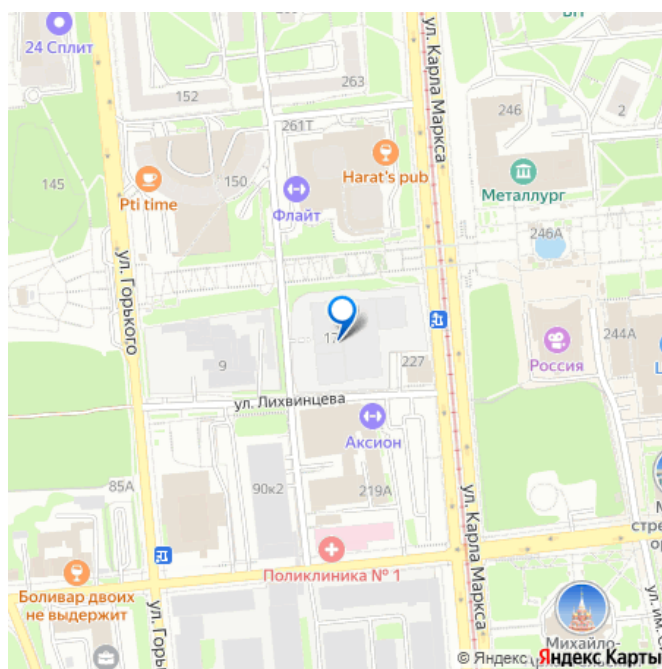 24 Сплит
152
263
ул. Карла Маркса
246
2
261Т
145
150
Pti time
Harat's pub
Флайт
Металлург
246А
ул. Горького
17
9
227
Россия
244А
ул. Лихвинцева
Аксион
85А
90к2
219А
ул. Карла Маркса
Поликлиника № 1
Боливар двоих
не выдержит
ул. Горь
ул. им.
Михайло-
© Яндекс
Яндекс Карты